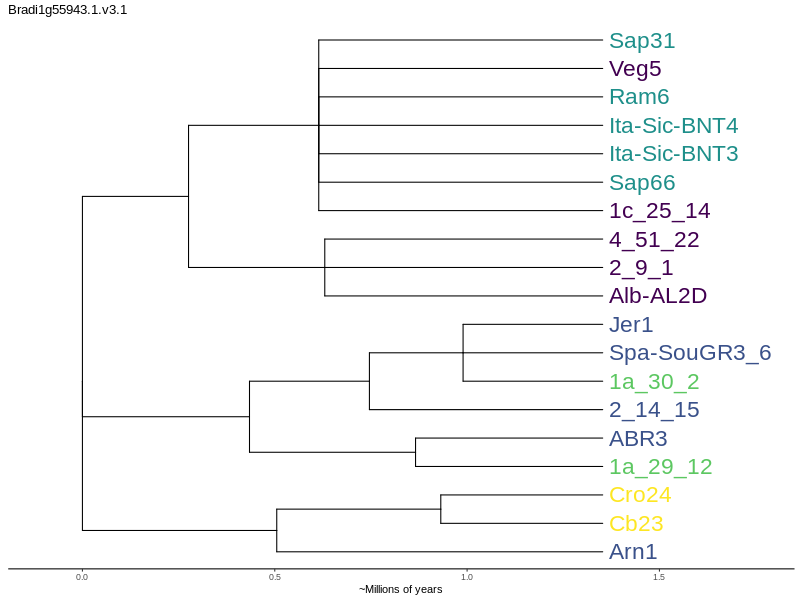 Bradi1g55943.1.v3.1
Sap31
Veg5
Ram6
Ita-Sic-BNT4
Ita-Sic-BNT3
Sap66
1c_25_14
4_51_22
2_9_1
Alb-AL2D
Jer1
Spa-SouGR3_6
1a_30_2
2_14_15
ABR3
1a_29_12
Cro24
Cb23
Arn1
0.0 0.5 1.0 1.5
~Millions of years